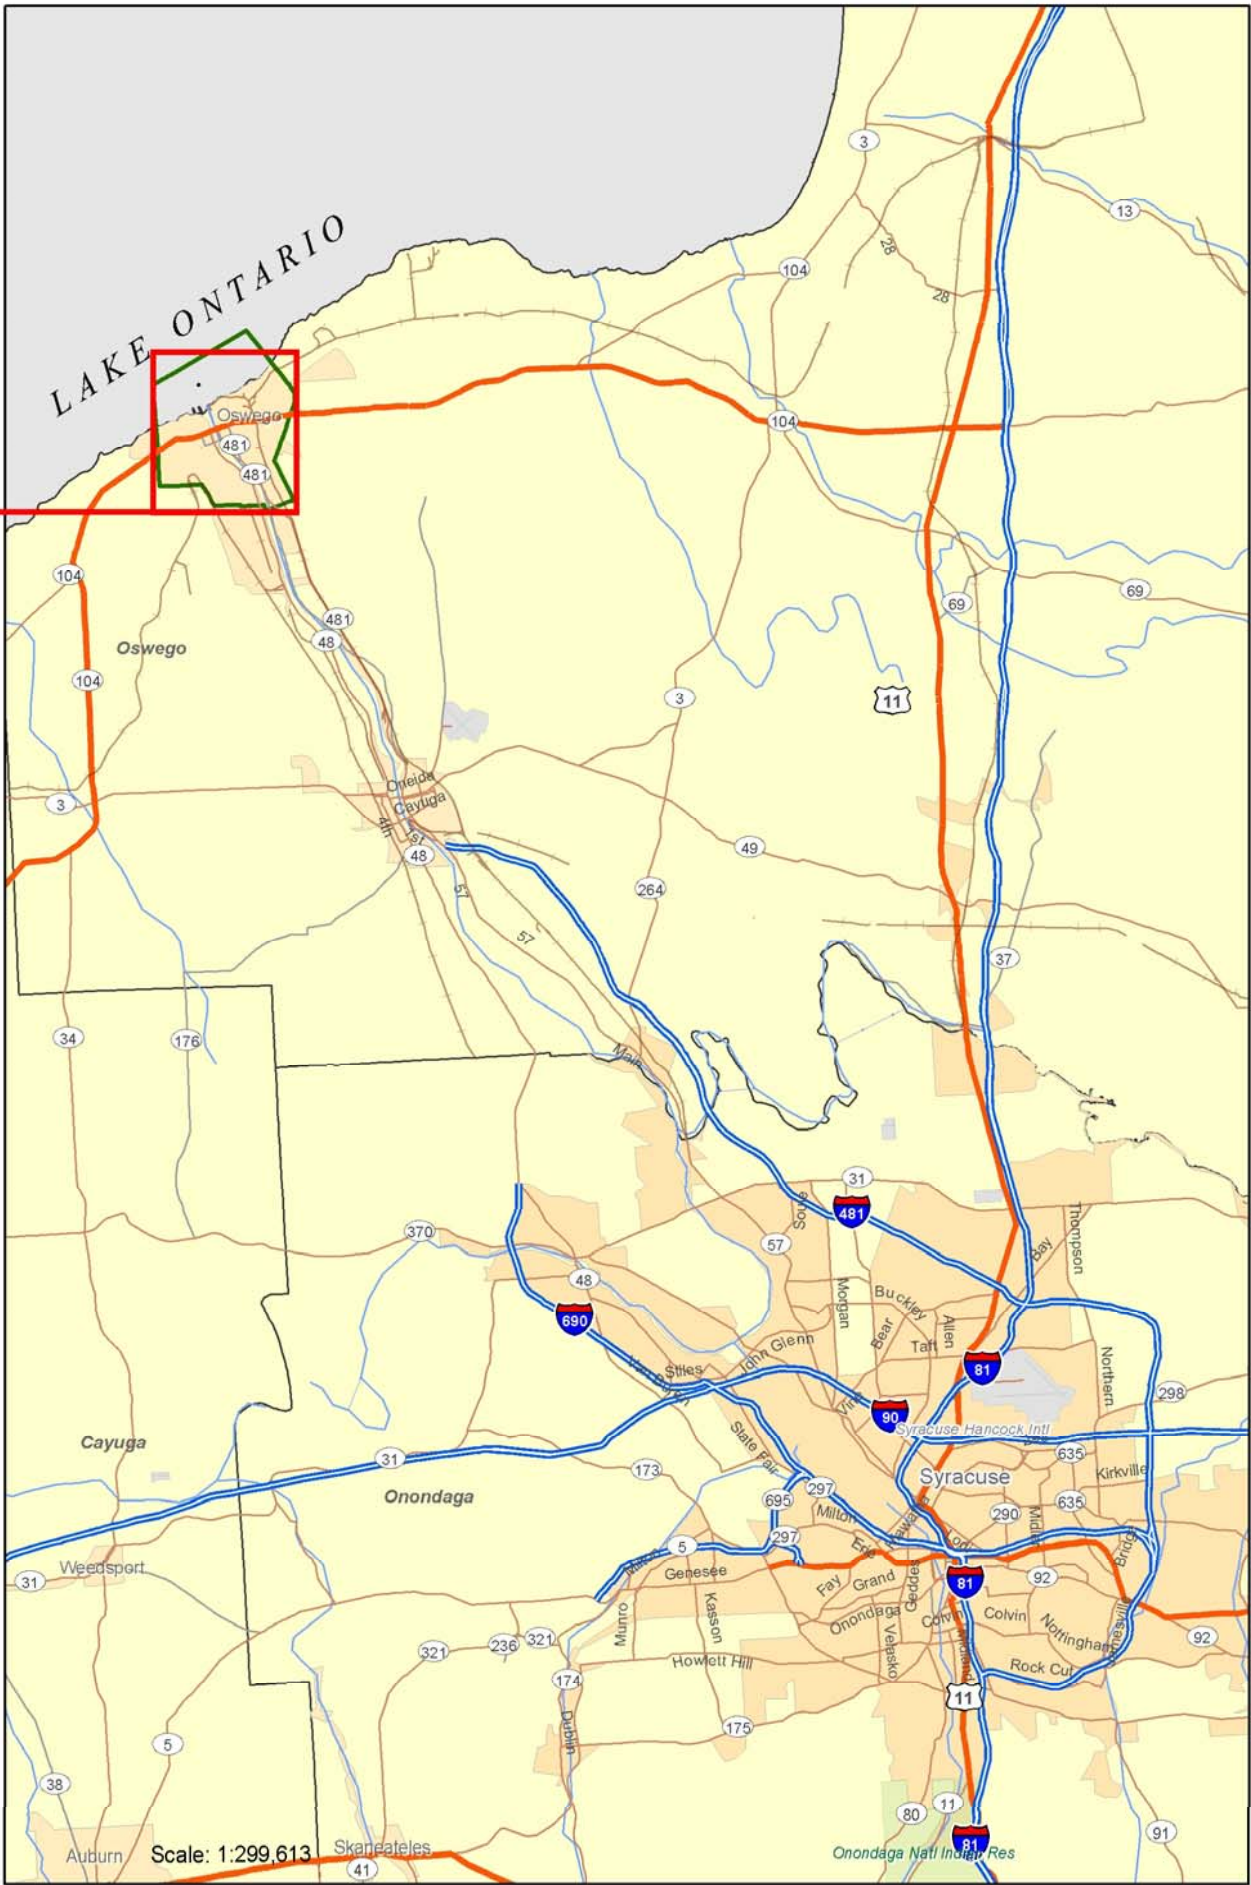 3
13
28
LAKE ONTARIO
104
28
Oswego
104
481
481
104
69
69
481
48
Oswego
104
3
11
Oneida
3
Cayuga
4th
1st
48
49
57
264
57
37
34
176
Main
31
Soule
481
Thompson
370
57
Bay
48
Morgan
Buckley
690
Bear
Allen
Taft
John Glenn
Stiles
81
Northern
Van Buren
298
Vine
90
Syracuse Hancock Intl
State Fair
Cayuga
635
31
173
Kirkville
Syracuse
Onondaga
297
695
635
290
Milton
Midler
297
Erie
Bridge
5
Milton
Weedsport
Genesee
92
31
81
Fay
Grand
Geddes
Munro
Kasson
Onondaga
Colvin
Colvin
Nottingham
Jamesville
321
236
321
Velasko
Midland
92
Howlett Hill
Rock Cut
174
11
Dublin
175
5
38
80
11
91
81
Auburn
Scale: 1:299,613
Skaneateles
Onondaga Natl Indian Res
41